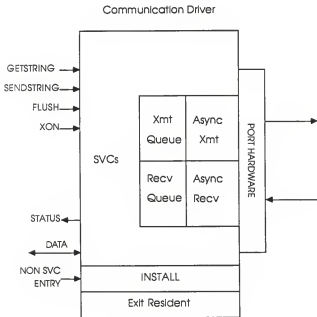 Communication Driver
GETSTRING
SENDSTRING
FLUSH
XON
SVCs
Xmt Queue
Async Xmt
Recv Queue
Async Recv
PORT HARDWARE
STATUS
DATA
NON SVC ENTRY
INSTALL
Exit Resident